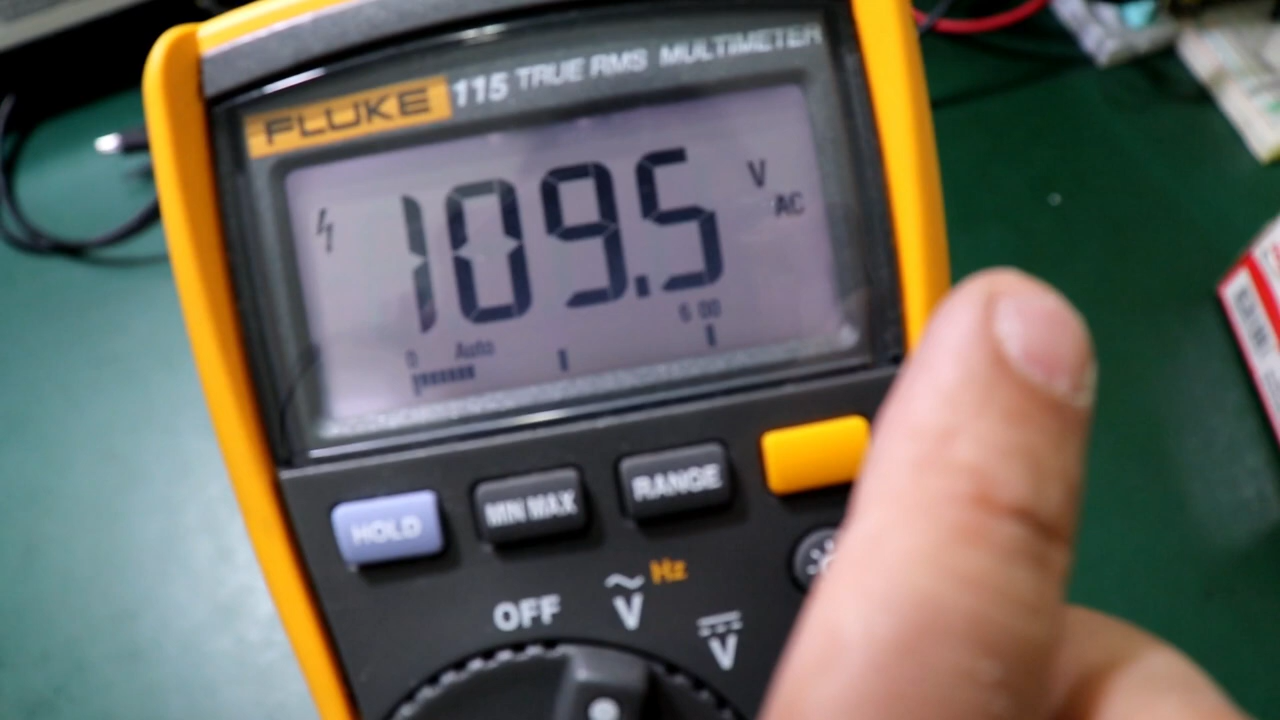 FLUKE 115 TRUE RMS MULTIMETER
109.5 V AC
6 00
0 Auto
HOLD MIN MAX RANGE
Hz
OFF V V